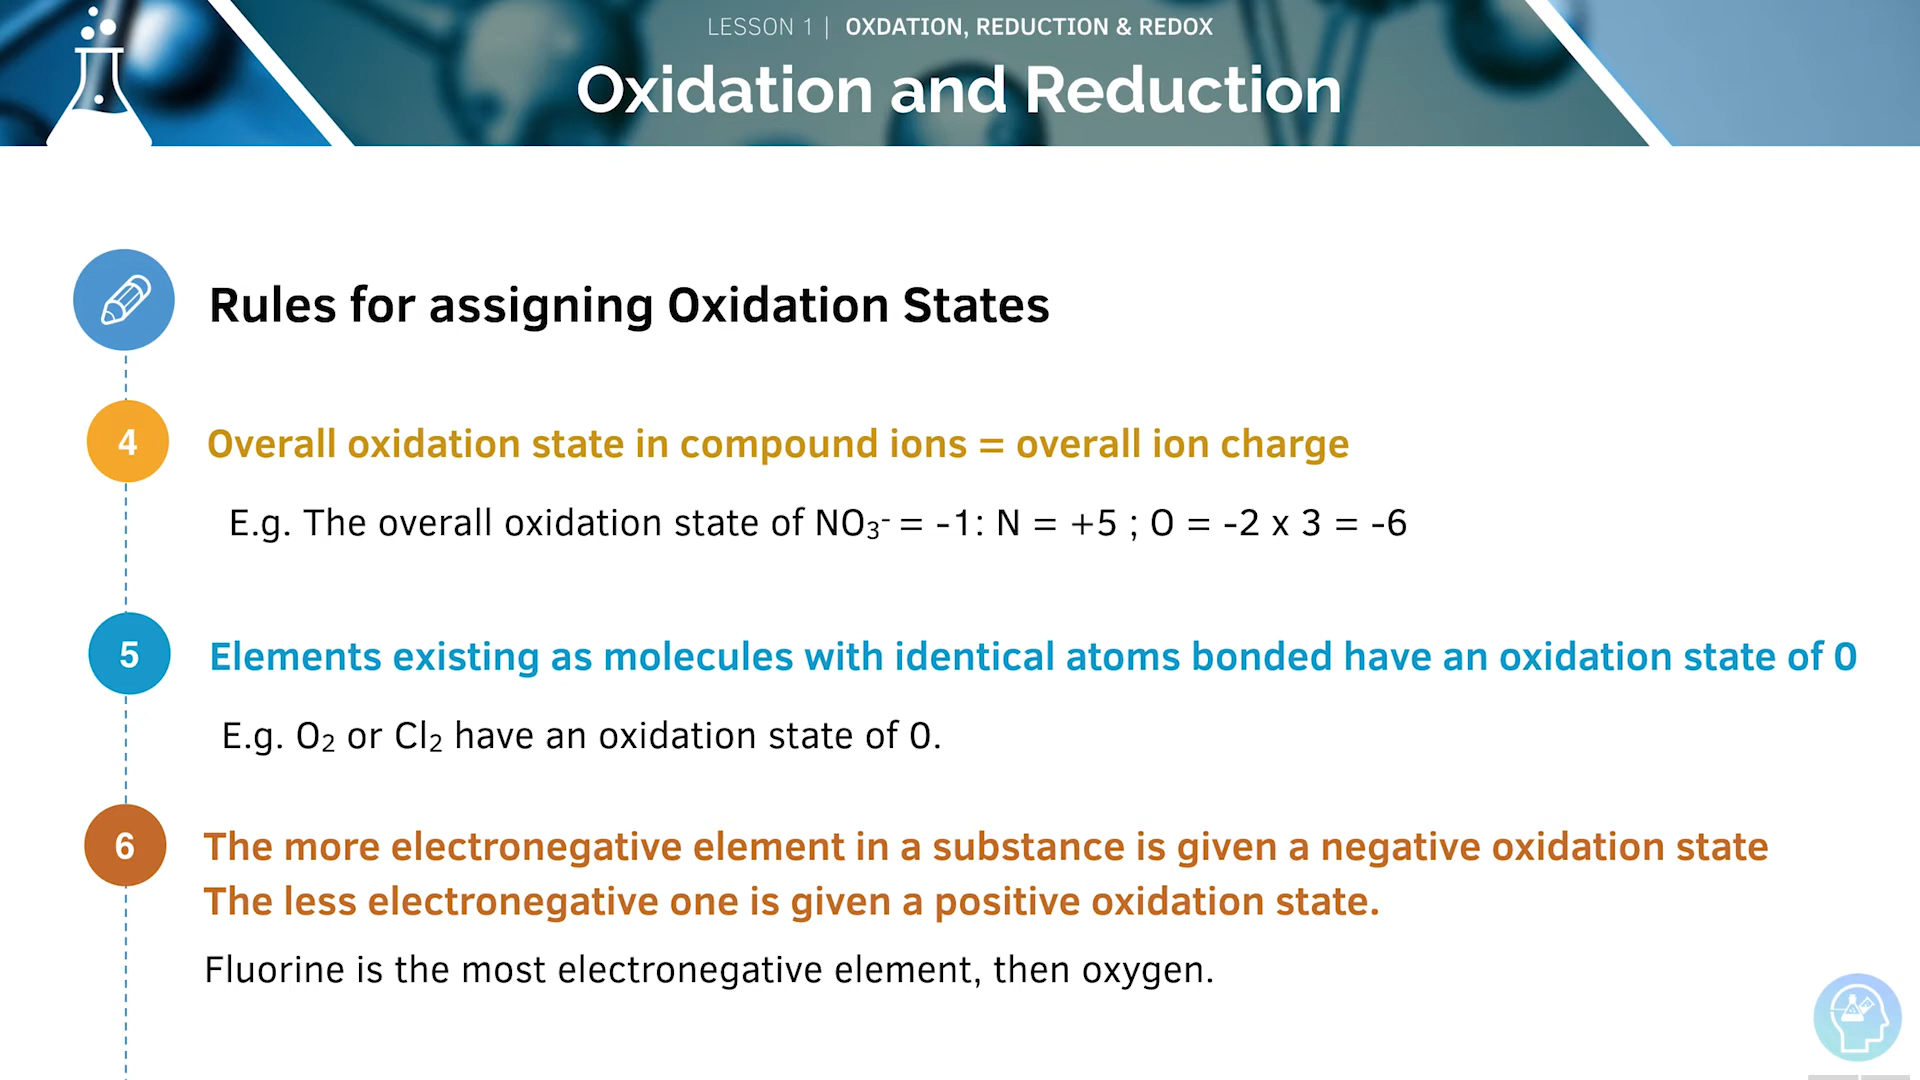 LESSON 1 | OXDATION, REDUCTION & REDOX
Oxidation and Reduction
Rules for assigning Oxidation States
4 Overall oxidation state in compound ions = overall ion charge
E.g. The overall oxidation state of NO₃⁻ = -1: N = +5 ; O = -2 x 3 = -6
5 Elements existing as molecules with identical atoms bonded have an oxidation state of 0
E.g. O₂ or Cl₂ have an oxidation state of 0.
6 The more electronegative element in a substance is given a negative oxidation state
The less electronegative one is given a positive oxidation state.
Fluorine is the most electronegative element, then oxygen.